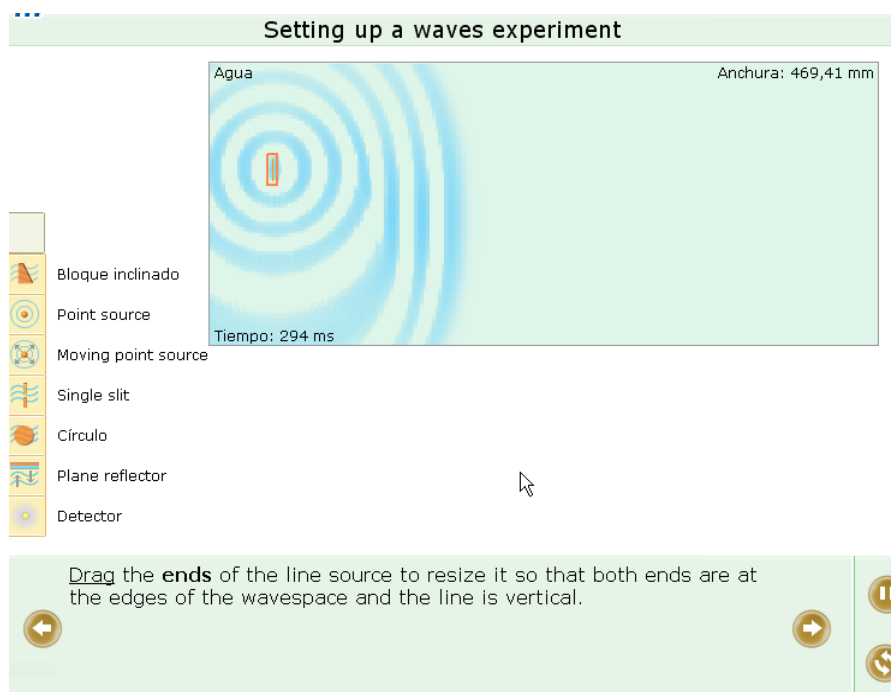 Setting up a waves experiment
Agua
Anchura: 469,41 mm
Tiempo: 294 ms
Bloque inclinado
Point source
Moving point source
Single slit
Círculo
Plane reflector
Detector
Drag the ends of the line source to resize it so that both ends are at
the edges of the wavespace and the line is vertical.